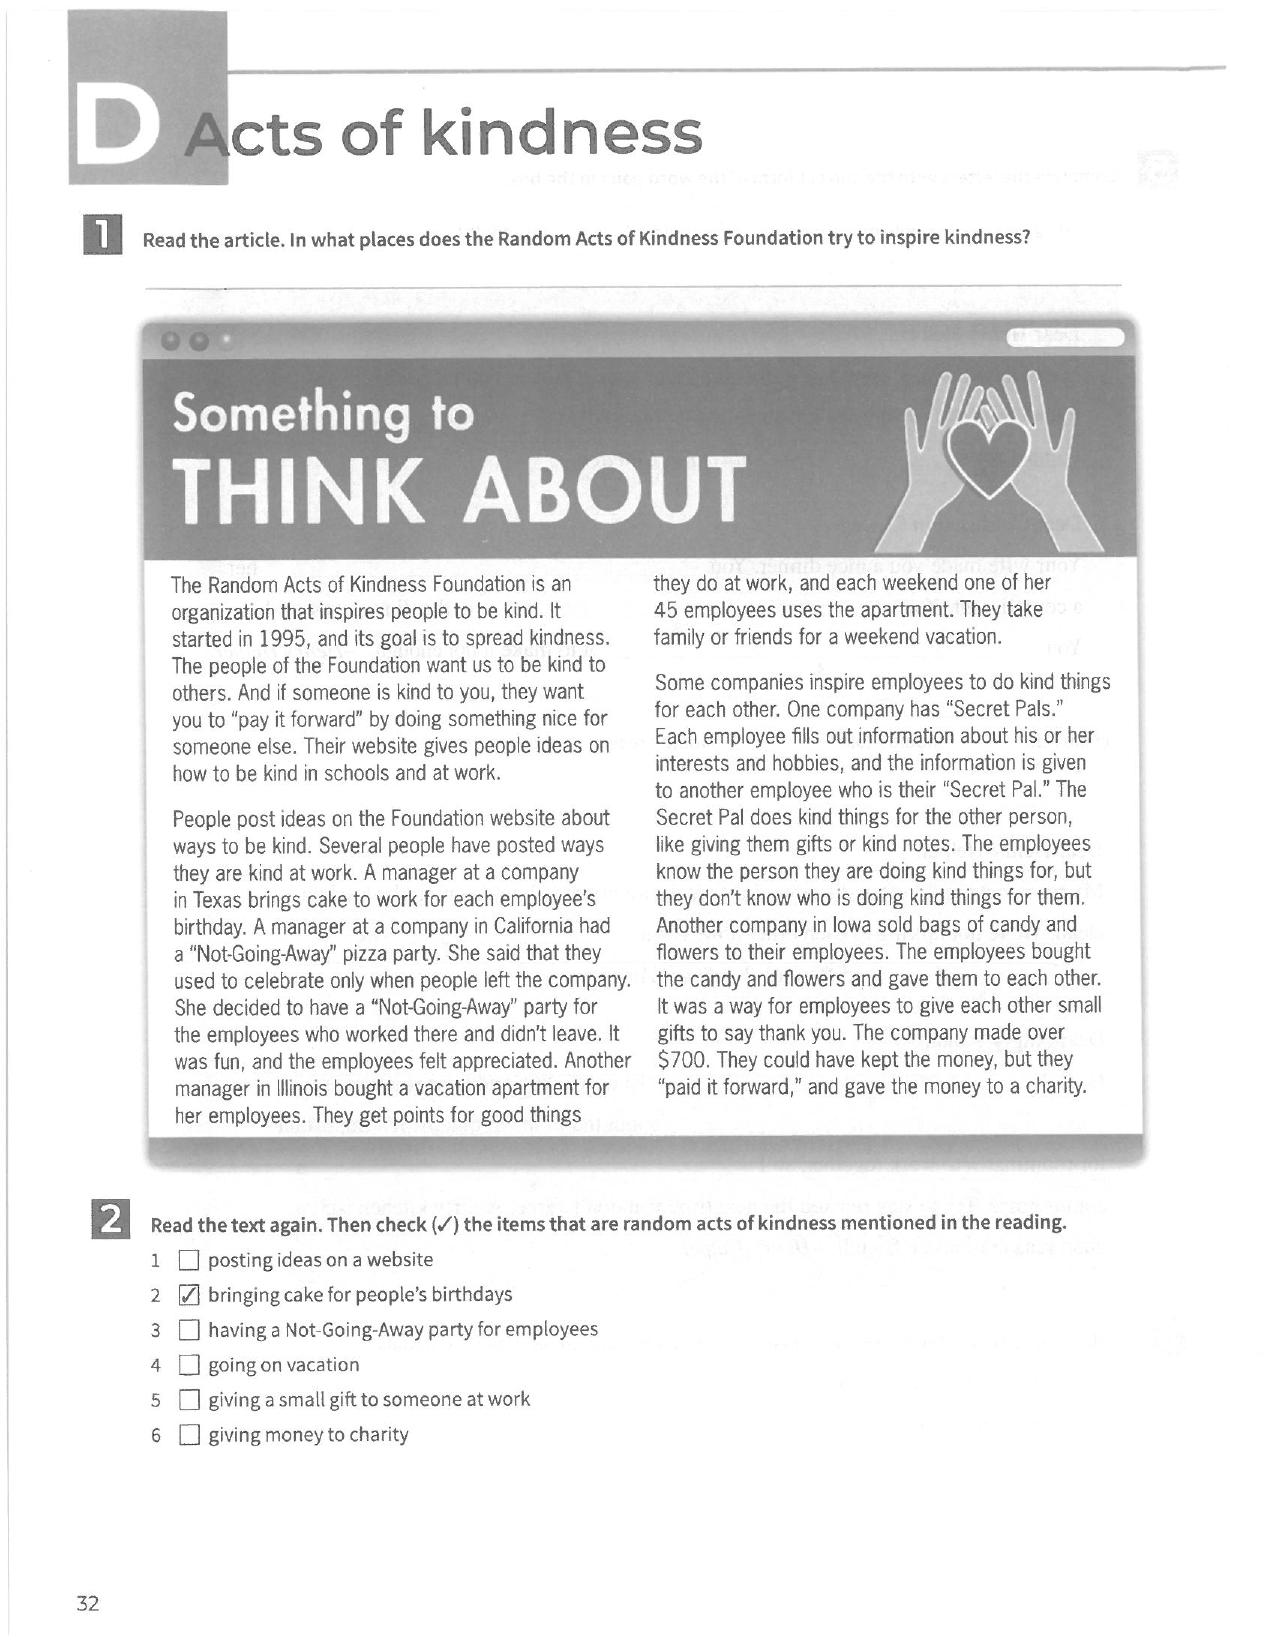 D Acts of kindness
1 Read the article. In what places does the Random Acts of Kindness Foundation try to inspire kindness?
Something to
THINK ABOUT
The Random Acts of Kindness Foundation is an
organization that inspires people to be kind. It
started in 1995, and its goal is to spread kindness.
The people of the Foundation want us to be kind to
others. And if someone is kind to you, they want
you to "pay it forward" by doing something nice for
someone else. Their website gives people ideas on
how to be kind in schools and at work.
People post ideas on the Foundation website about
ways to be kind. Several people have posted ways
they are kind at work. A manager at a company
in Texas brings cake to work for each employee's
birthday. A manager at a company in California had
a "Not-Going-Away" pizza party. She said that they
used to celebrate only when people left the company.
She decided to have a "Not-Going-Away" party for
the employees who worked there and didn't leave. It
was fun, and the employees felt appreciated. Another
manager in Illinois bought a vacation apartment for
her employees. They get points for good things
they do at work, and each weekend one of her
45 employees uses the apartment. They take
family or friends for a weekend vacation.
Some companies inspire employees to do kind things
for each other. One company has "Secret Pals."
Each employee fills out information about his or her
interests and hobbies, and the information is given
to another employee who is their "Secret Pal." The
Secret Pal does kind things for the other person,
like giving them gifts or kind notes. The employees
know the person they are doing kind things for, but
they don't know who is doing kind things for them.
Another company in Iowa sold bags of candy and
flowers to their employees. The employees bought
the candy and flowers and gave them to each other.
It was a way for employees to give each other small
gifts to say thank you. The company made over
$700. They could have kept the money, but they
"paid it forward," and gave the money to a charity.
2 Read the text again. Then check (✓) the items that are random acts of kindness mentioned in the reading.
1 ☐ posting ideas on a website
2 ☑ bringing cake for people's birthdays
3 ☐ having a Not-Going-Away party for employees
4 ☐ going on vacation
5 ☐ giving a small gift to someone at work
6 ☐ giving money to charity
32